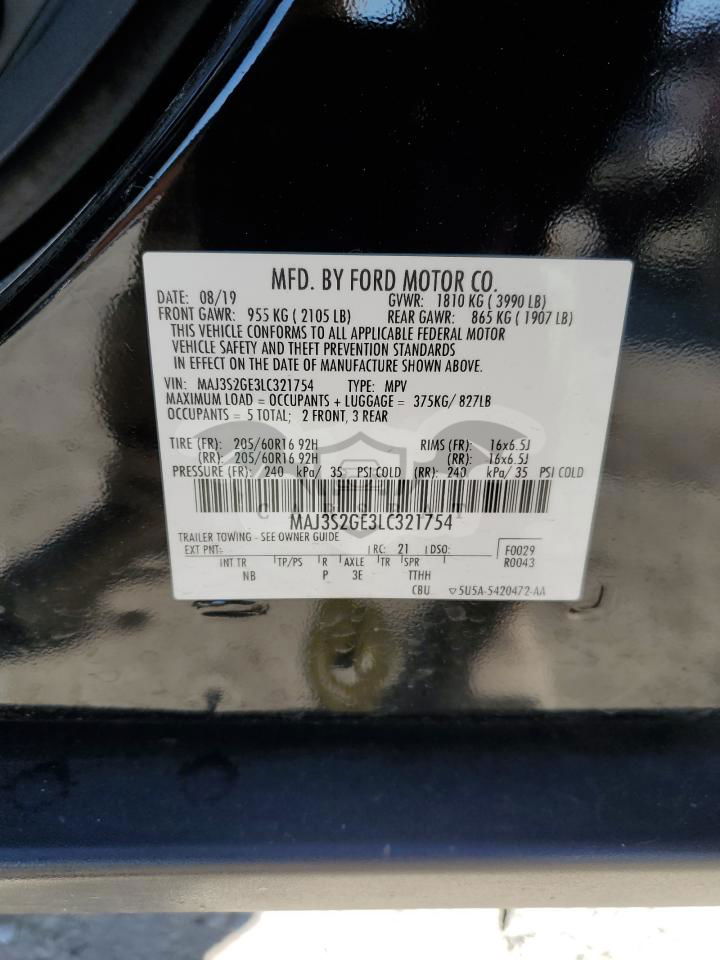 MFD. BY FORD MOTOR CO.
DATE: 08/19 GVWR: 1810 KG ( 3990 LB)
FRONT GAWR: 955 KG ( 2105 LB) REAR GAWR: 865 KG ( 1907 LB)
THIS VEHICLE CONFORMS TO ALL APPLICABLE FEDERAL MOTOR
VEHICLE SAFETY AND THEFT PREVENTION STANDARDS
IN EFFECT ON THE DATE OF MANUFACTURE SHOWN ABOVE.
VIN: MAJ3S2GE3LC321754 TYPE: MPV
MAXIMUM LOAD = OCCUPANTS + LUGGAGE = 375KG/ 827LB
OCCUPANTS = 5 TOTAL; 2 FRONT, 3 REAR
TIRE (FR): 205/60R16 92H RIMS (FR): 16x6.5J
(RR): 205/60R16 92H (RR): 16x6.5J
PRESSURE (FR): 240 kPa/ 35 PSI COLD (RR): 240 kPa/ 35 PSI COLD
MAJ3S2GE3LC321754
TRAILER TOWING - SEE OWNER GUIDE
EXT PNT: RC: 21 DSO: F0029
R0043
INT TR TP/PS R AXLE TR SPR
NB P 3E TTHH
CBU ▽5U5A-5420472-AA